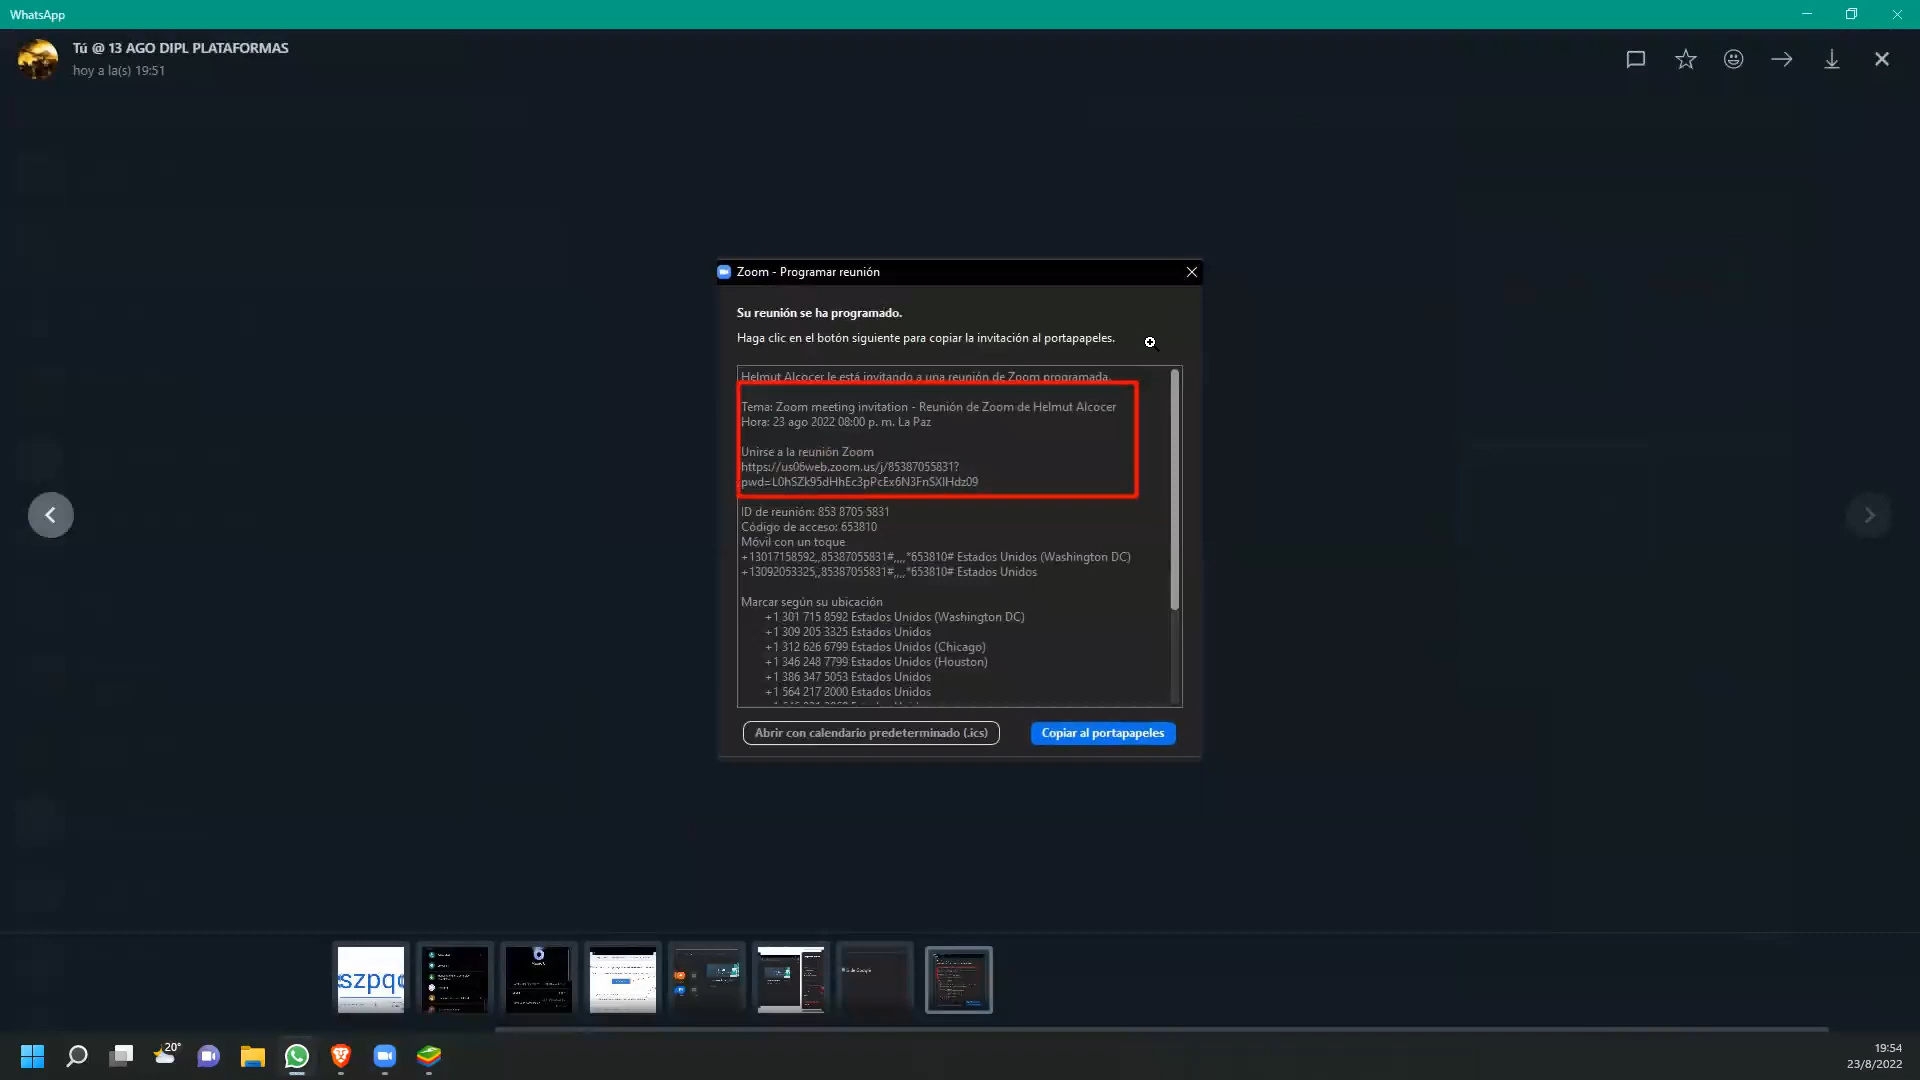 WhatsApp
Tú @ 13 AGO DIPL PLATAFORMAS
hoy a la(s) 19:51
Zoom - Programar reunión
Su reunión se ha programado.
Haga clic en el botón siguiente para copiar la invitación al portapapeles.
Helmut Alcocer le está invitando a una reunión de Zoom programada.
Tema: Zoom meeting invitation - Reunión de Zoom de Helmut Alcocer
Hora: 23 ago 2022 08:00 p. m. La Paz
Unirse a la reunión Zoom
https://us06web.zoom.us/j/85387055831?
pwd=L0hSZk95dHhEc3pPcEx6N3FnSXlHdz09
ID de reunión: 853 8705 5831
Código de acceso: 653810
Móvil con un toque
+13017158592,,85387055831#,,,,*653810# Estados Unidos (Washington DC)
+13092053325,,85387055831#,,,,*653810# Estados Unidos
Marcar según su ubicación
+1 301 715 8592 Estados Unidos (Washington DC)
+1 309 205 3325 Estados Unidos
+1 312 626 6799 Estados Unidos (Chicago)
+1 346 248 7799 Estados Unidos (Houston)
+1 386 347 5053 Estados Unidos
+1 564 217 2000 Estados Unidos
Abrir con calendario predeterminado (.ics)
Copiar al portapapeles
szpq
20°
19:54
23/8/2022